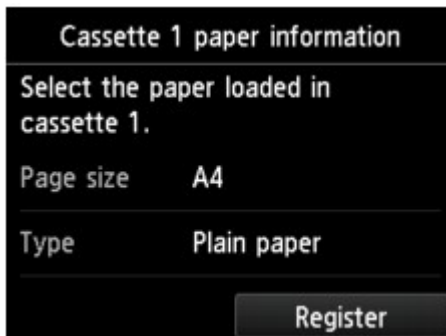 Cassette 1 paper information
Select the paper loaded in
cassette 1.
Page size A4
Type Plain paper
Register